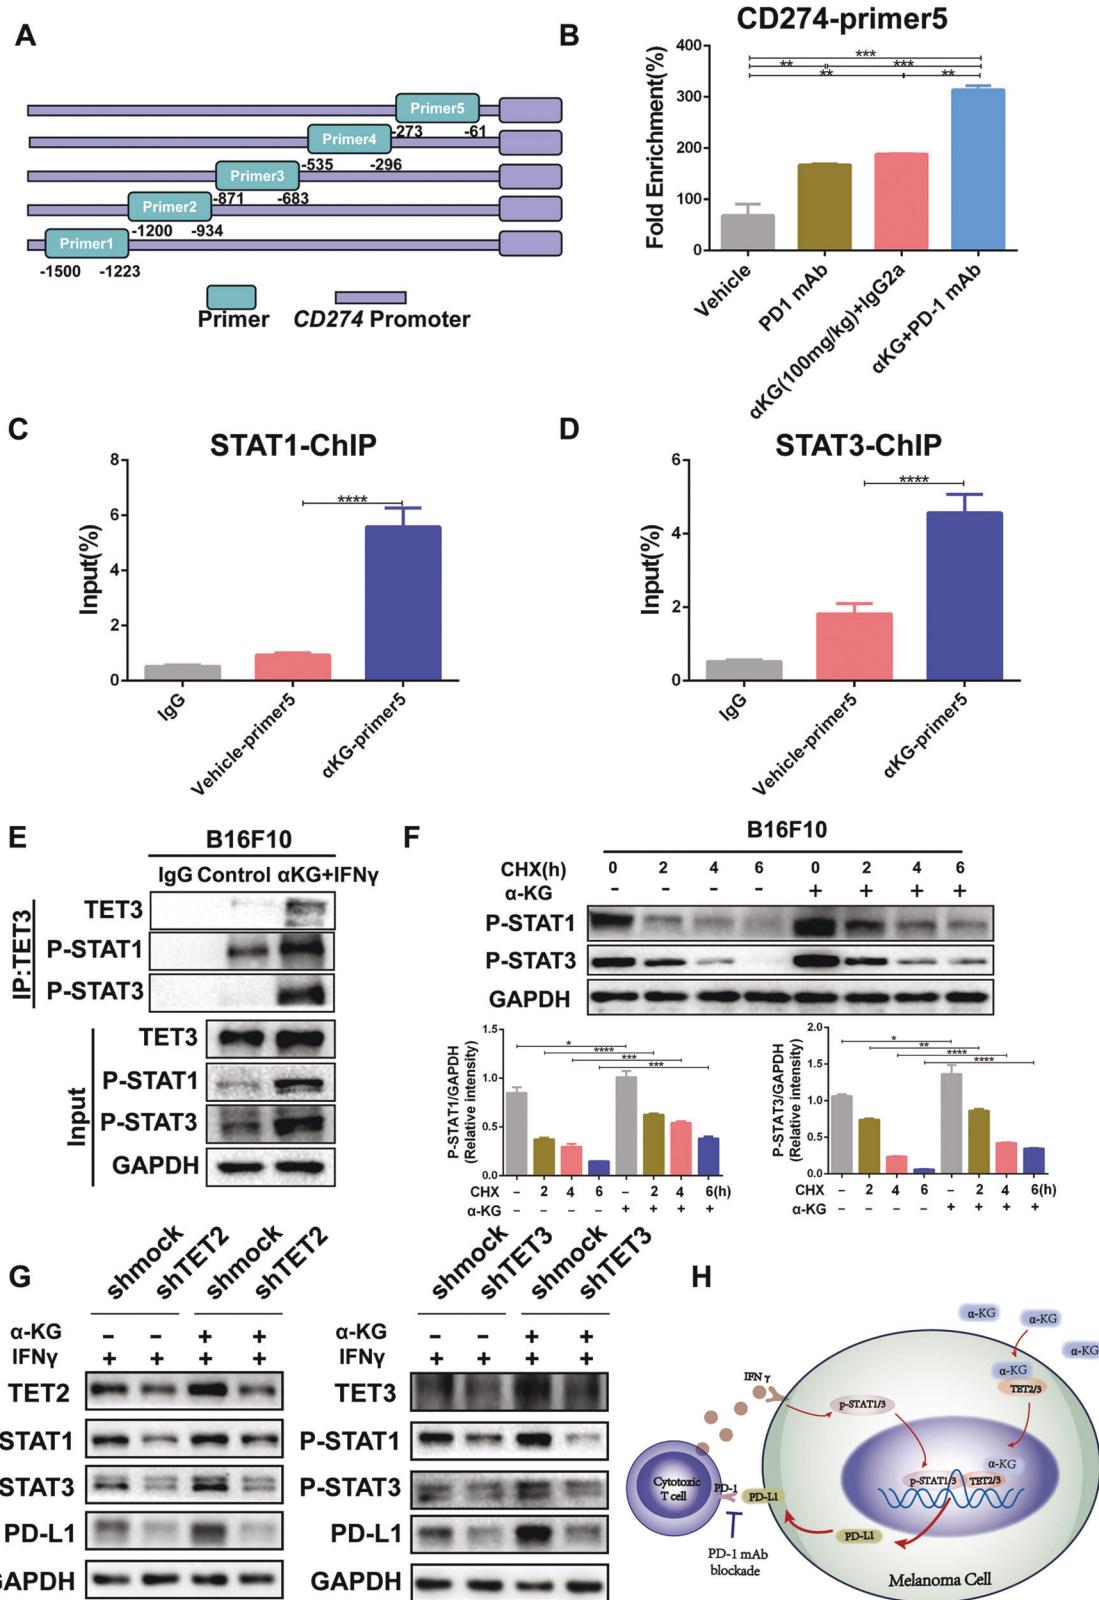 A
Primer5
-273 -61
Primer4
-535 -296
Primer3
-871 -683
Primer2
-1200 -934
Primer1
-1500 -1223
Primer
CD274 Promoter
B
CD274-primer5
Fold Enrichment(%)
400
300
200
100
0
***
** ***
** **
Vehicle
PD1 mAb
αKG(100mg/kg)+IgG2a
αKG+PD-1 mAb
C
STAT1-ChIP
Input(%)
8
6
4
2
0
****
IgG
Vehicle-primer5
αKG-primer5
D
STAT3-ChIP
Input(%)
6
4
2
0
****
IgG
Vehicle-primer5
αKG-primer5
E
B16F10
IgG Control αKG+IFNγ
IP:TET3
TET3
P-STAT1
P-STAT3
Input
TET3
P-STAT1
P-STAT3
GAPDH
F
B16F10
CHX(h) 0 2 4 6 0 2 4 6
α-KG - - - - + + + +
P-STAT1
P-STAT3
GAPDH
P-STAT1/GAPDH
(Relative intensity)
1.5
1.0
0.5
0.0
*
****
***
***
CHX - 2 4 6 - 2 4 6(h)
α-KG - - - - + + + +
P-STAT3/GAPDH
(Relative intensity)
2.0
1.5
1.0
0.5
0.0
*
**
****
****
CHX - 2 4 6 - 2 4 6(h)
α-KG - - - - + + + +
G
shmock
shTET2
shmock
shTET2
α-KG - - + +
IFNγ + + + +
TET2
STAT1
STAT3
PD-L1
GAPDH
shmock
shTET3
shmock
shTET3
α-KG - - + +
IFNγ + + + +
TET3
P-STAT1
P-STAT3
PD-L1
GAPDH
H
α-KG
α-KG
α-KG
α-KG
TET2/3
IFN γ
p-STAT1/3
α-KG
p-STAT1/3
TET2/3
Cytotoxic
T cell
PD-1
PD-L1
PD-L1
PD-1 mAb
blockade
Melanoma Cell